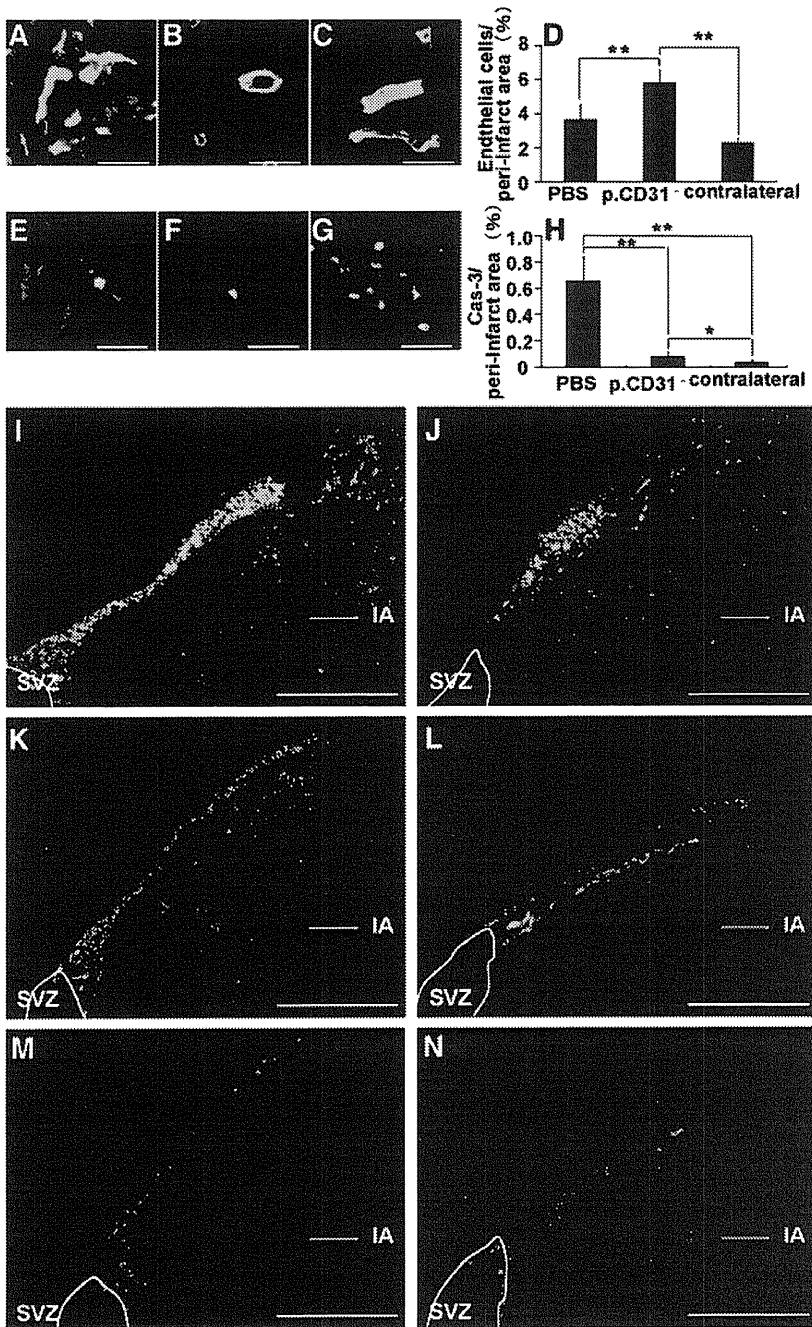 A
B
C
D
Endthelial cells/
peri-Infarct area (%)
8
6
4
2
0
**
**
PBS
p.CD31-
contralateral
E
F
G
H
Cas-3/
peri-Infarct area (%)
1.0
0.8
0.6
0.4
0.2
0
**
**
*
PBS
p.CD31-
contralateral
I
IA
SVZ
J
IA
SVZ
K
IA
SVZ
L
IA
SVZ
M
IA
SVZ
N
IA
SVZ